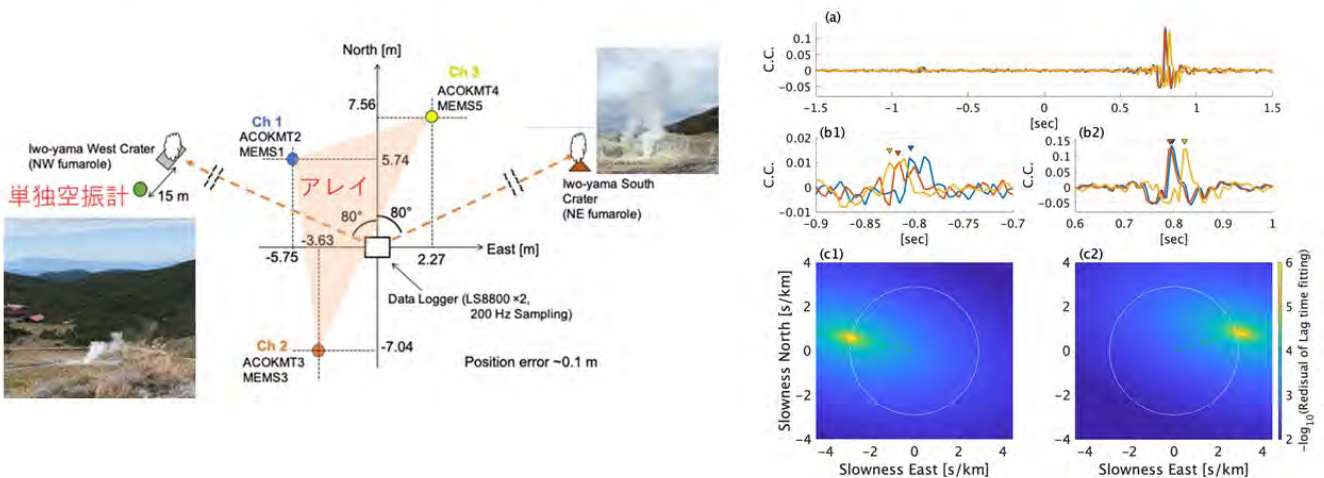 North [m]
Ch 3
ACOKMT4
MEMS5
7.56
Ch 1
ACOKMT2
MEMS1
5.74
Iwo-yama West Crater
(NW fumarole)
単独空振計
15 m
アレイ
Iwo-yama South
Crater
(NE fumarole)
80°
80°
-3.63
-5.75
2.27
East [m]
Data Logger (LS8800 ×2,
200 Hz Sampling)
Ch 2
ACOKMT3
MEMS3
-7.04
Position error ~0.1 m
(a)
C.C.
0.1
0.05
0
-0.05
-1.5
-1
-0.5
0
0.5
1
1.5
[sec]
(b1)
C.C.
0.02
0.01
0
-0.01
-0.9
-0.85
-0.8
-0.75
-0.7
[sec]
(b2)
C.C.
0.15
0.1
0.05
0
-0.05
0.6
0.7
0.8
0.9
1
[sec]
(c1)
Slowness North [s/km]
4
2
0
-2
-4
-4
-2
0
2
4
Slowness East [s/km]
(c2)
4
2
0
-2
-4
-4
-2
0
2
4
Slowness East [s/km]
6
5
4
3
2
-log10(Redisual of Lag time fitting)